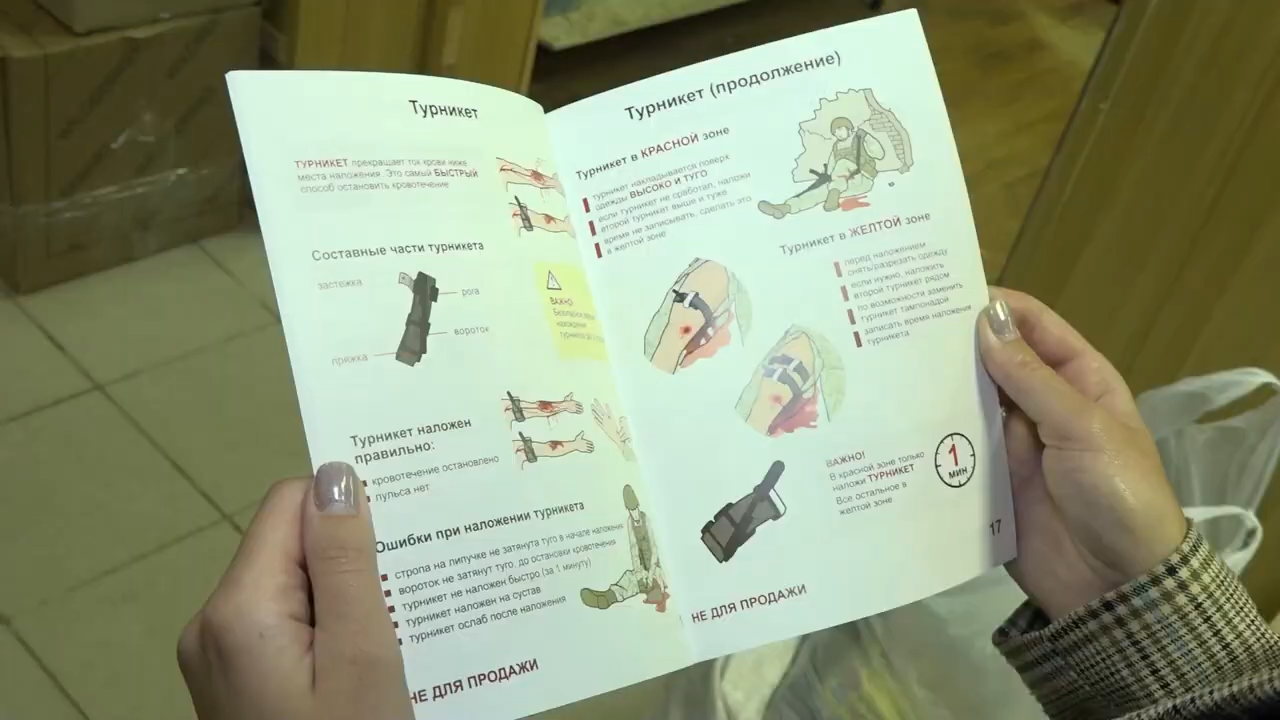 Турникет
ТУРНИКЕТ прекращает ток крови ниже
места наложения. Это самый БЫСТРЫЙ
способ остановить кровотечение
Составные части турникета
застежка
рога
вороток
пряжка
ВАЖНО!
Турникет наложен
правильно:
кровотечение остановлено
пульса нет
Ошибки при наложении турникета
стропа на липучке не затянута туго в начале наложения
вороток не затянут туго, до остановки кровотечения
турникет не наложен быстро (за 1 минуту)
турникет наложен на сустав
турникет ослаб после наложения
НЕ ДЛЯ ПРОДАЖИ
Турникет (продолжение)
Турникет в КРАСНОЙ зоне
турникет накладывается поверх
одежды ВЫСОКО И ТУГО
если турникет не сработал, наложи
второй турникет выше и туже
время не записывать, сделать это
в желтой зоне
Турникет в ЖЕЛТОЙ зоне
перед наложением
снять/разрезать одежду
если нужно, наложить
второй турникет рядом
по возможности заменить
турникет тампонадой
записать время наложения
турникета
ВАЖНО!
В красной зоне только
наложи ТУРНИКЕТ
Все остальное в
желтой зоне
1
МИН
17
НЕ ДЛЯ ПРОДАЖИ